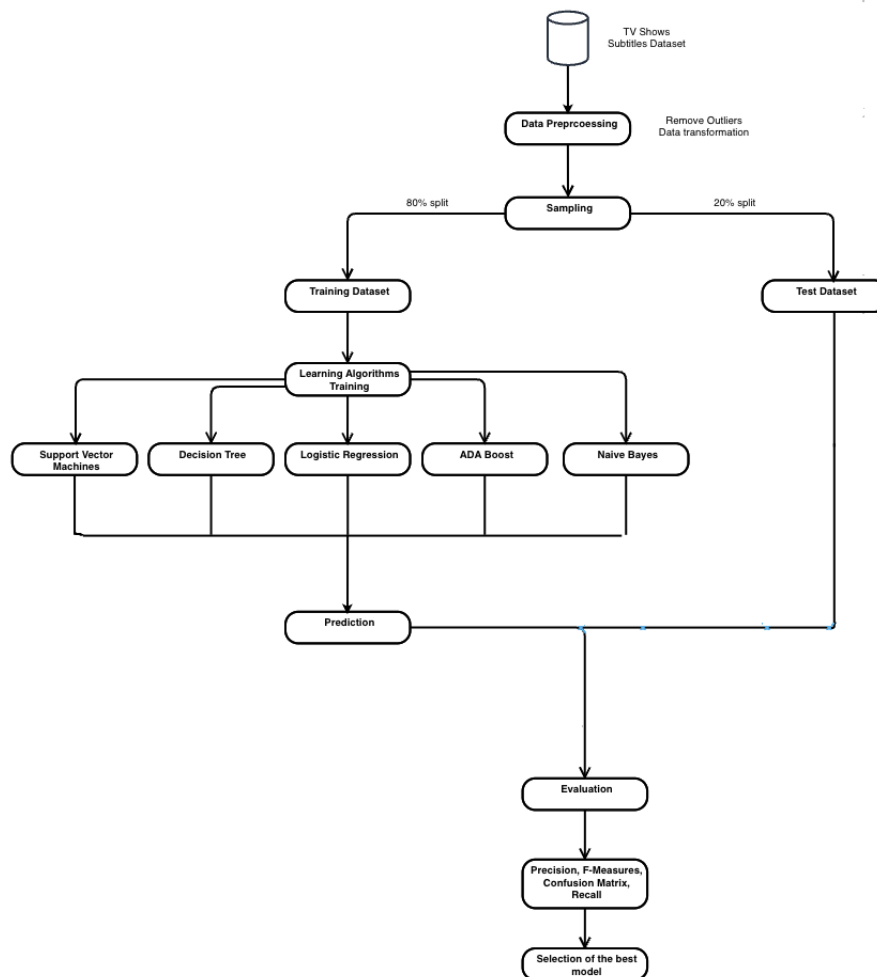 TV Shows
Subtitles Dataset
Data Preprcoessing
Remove Outliers
Data transformation
Sampling
80% split
20% split
Training Dataset
Test Dataset
Learning Algorithms
Training
Support Vector
Machines
Decision Tree
Logistic Regression
ADA Boost
Naive Bayes
Prediction
Evaluation
Precision, F-Measures,
Confusion Matrix,
Recall
Selection of the best
model